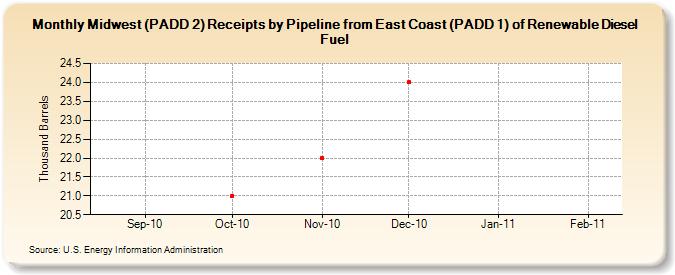 Monthly Midwest (PADD 2) Receipts by Pipeline from East Coast (PADD 1) of Renewable Diesel
Fuel
Thousand Barrels
24.5
24.0
23.5
23.0
22.5
22.0
21.5
21.0
20.5
Sep-10 Oct-10 Nov-10 Dec-10 Jan-11 Feb-11
Source: U.S. Energy Information Administration